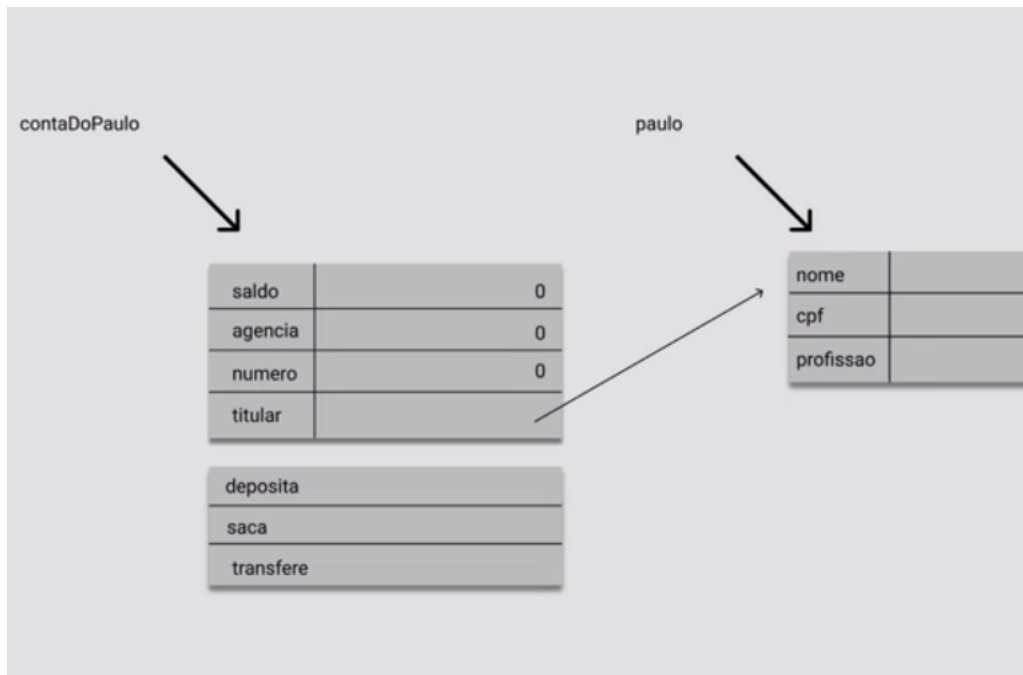 contaDoPaulo
paulo
saldo 0
agencia 0
numero 0
titular
deposita
saca
transfere
nome
cpf
profissao